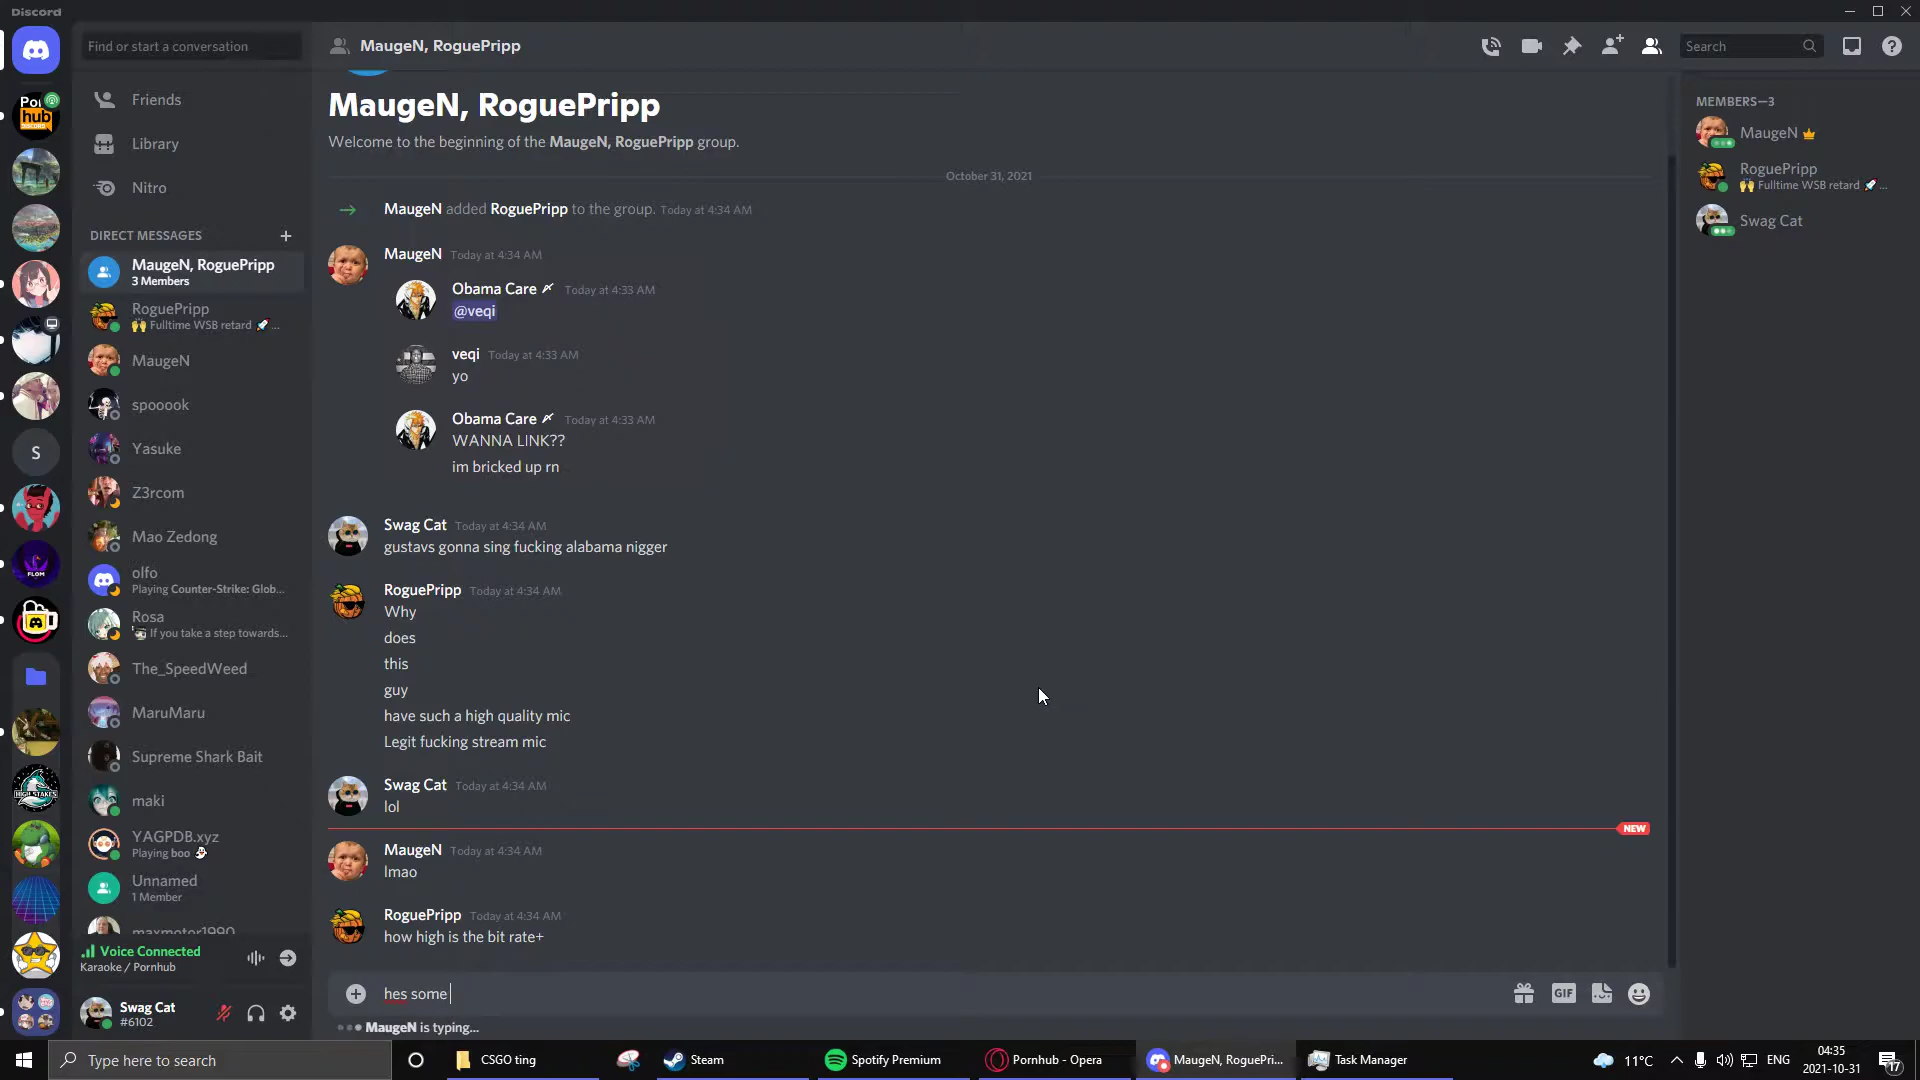 Discord
Find or start a conversation
MaugeN, RoguePripp
Search
Friends
Library
Nitro
DIRECT MESSAGES
MaugeN, RoguePripp
3 Members
RoguePripp
Fulltime WSB retard 🚀...
MaugeN
spooook
Yasuke
Z3rcom
Mao Zedong
olfo
Playing Counter-Strike: Glob...
Rosa
If you take a step towards...
The_SpeedWeed
MaruMaru
Supreme Shark Bait
maki
YAGPDB.xyz
Playing boo 👻
Unnamed
1 Member
maxmotor1990
Voice Connected
Karaoke / Pornhub
Swag Cat
#6102
Porn
hub
DISCORD
S
FLOM
HIGH STAKES
MaugeN, RoguePripp
Welcome to the beginning of the MaugeN, RoguePripp group.
October 31, 2021
MaugeN added RoguePripp to the group. Today at 4:34 AM
MaugeN Today at 4:34 AM
Obama Care Today at 4:33 AM
@veqi
veqi Today at 4:33 AM
yo
Obama Care Today at 4:33 AM
WANNA LINK??
im bricked up rn
Swag Cat Today at 4:34 AM
gustavs gonna sing fucking alabama nigger
RoguePripp Today at 4:34 AM
Why
does
this
guy
have such a high quality mic
Legit fucking stream mic
Swag Cat Today at 4:34 AM
lol
NEW
MaugeN Today at 4:34 AM
lmao
RoguePripp Today at 4:34 AM
how high is the bit rate+
hes some
GIF
MaugeN is typing...
MEMBERS—3
MaugeN
RoguePripp
🙌 Fulltime WSB retard 🚀...
Swag Cat
Type here to search
CSGO ting
Steam
Spotify Premium
Pornhub - Opera
MaugeN, RoguePri...
Task Manager
11°C
ENG
04:35
2021-10-31
17